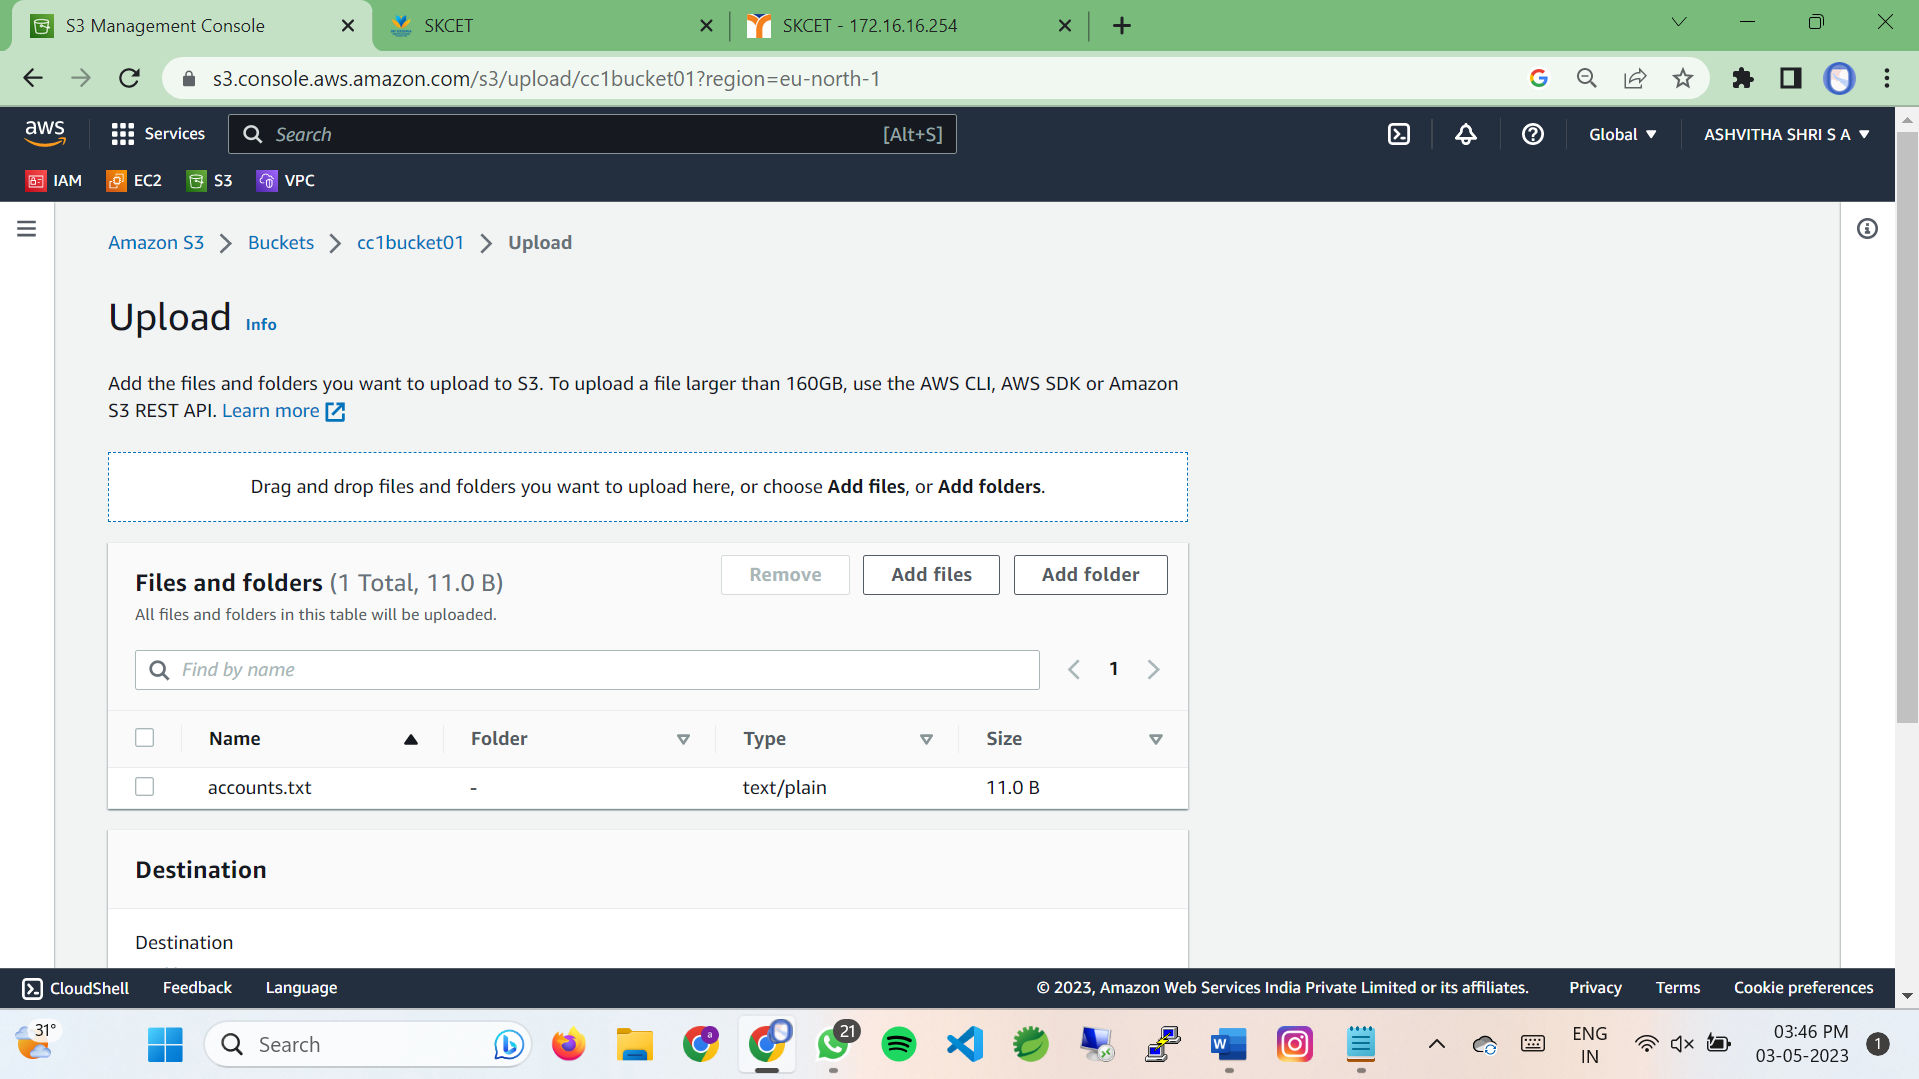 S3 Management Console
SKCET
SKCET - 172.16.16.254
s3.console.aws.amazon.com/s3/upload/cc1bucket01?region=eu-north-1
aws
Services
Search
[Alt+S]
Global
ASHVITHA SHRI S A
IAM
EC2
S3
VPC
Amazon S3
Buckets
cc1bucket01
Upload
Upload Info
Add the files and folders you want to upload to S3. To upload a file larger than 160GB, use the AWS CLI, AWS SDK or Amazon
S3 REST API. Learn more
Drag and drop files and folders you want to upload here, or choose Add files, or Add folders.
Files and folders (1 Total, 11.0 B)
Remove
Add files
Add folder
All files and folders in this table will be uploaded.
Find by name
1
Name Folder Type Size
accounts.txt - text/plain 11.0 B
Destination
Destination
CloudShell
Feedback
Language
© 2023, Amazon Web Services India Private Limited or its affiliates.
Privacy
Terms
Cookie preferences
31°
Search
a
21
W
ENG
IN
03:46 PM
03-05-2023
1